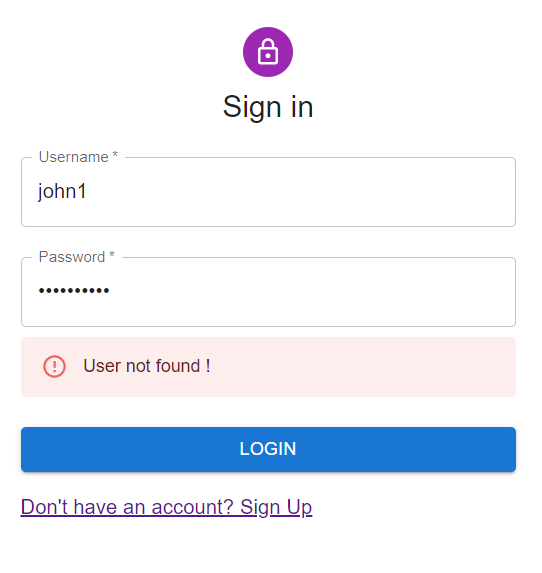 Sign in
Username *
john1
Password *
••••••••••
User not found !
LOGIN
Don't have an account? Sign Up